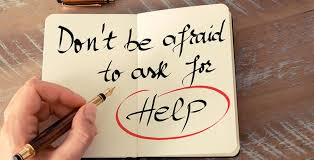 Don't be afraid
to ask for
Help